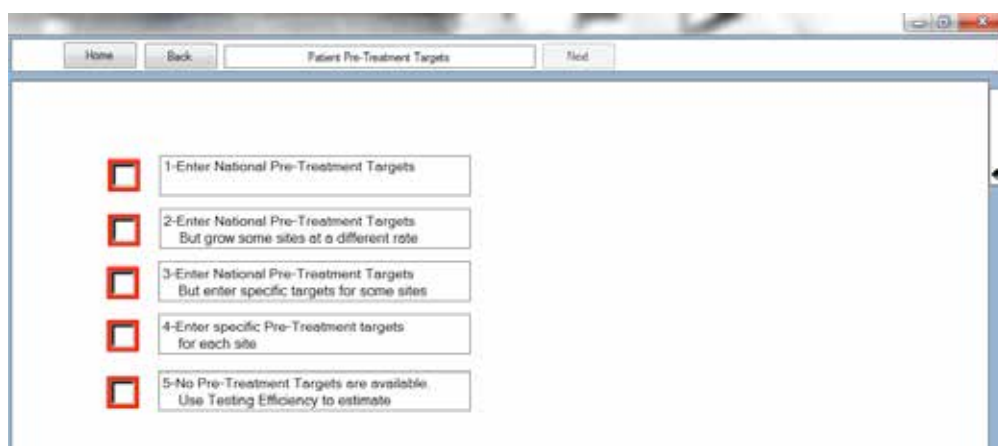 Home Back Patient Pre-Treatment Targets Next
1-Enter National Pre-Treatment Targets
2-Enter National Pre-Treatment Targets
But grow some sites at a different rate
3-Enter National Pre-Treatment Targets
But enter specific targets for some sites
4-Enter specific Pre-Treatment targets
for each site
5-No Pre-Treatment Targets are available.
Use Testing Efficiency to estimate